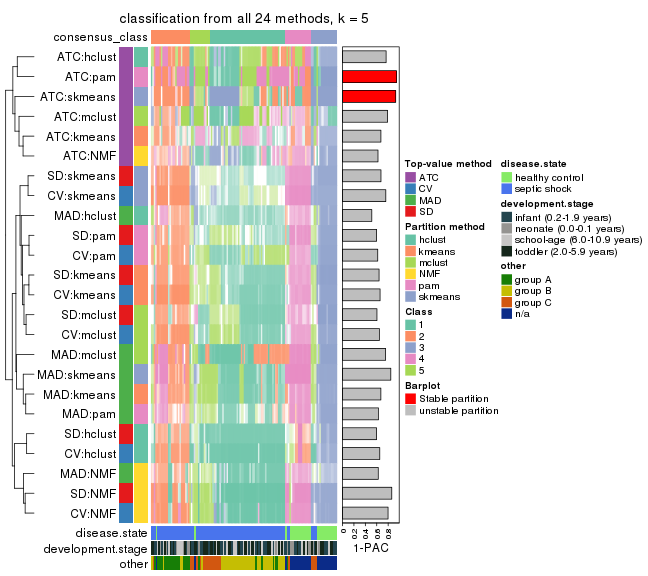 classification from all 24 methods, k = 5
consensus_class
ATC:hclust
ATC:pam
ATC:skmeans
ATC:mclust
ATC:kmeans
ATC:NMF
SD:skmeans
CV:skmeans
MAD:hclust
SD:pam
CV:pam
SD:kmeans
CV:kmeans
SD:mclust
CV:mclust
MAD:mclust
MAD:skmeans
MAD:kmeans
MAD:pam
SD:hclust
CV:hclust
MAD:NMF
SD:NMF
CV:NMF
disease.state
development.stage
other
0
0.2
0.4
0.6
0.8
1-PAC
Top-value method
ATC
CV
MAD
SD
Partition method
hclust
kmeans
mclust
NMF
pam
skmeans
Class
1
2
3
4
5
Barplot
Stable partition
unstable partition
disease.state
healthy control
septic shock
development.stage
infant (0.2-1.9 years)
neonate (0.0-0.1 years)
school-age (6.0-10.9 years)
toddler (2.0-5.9 years)
other
group A
group B
group C
n/a